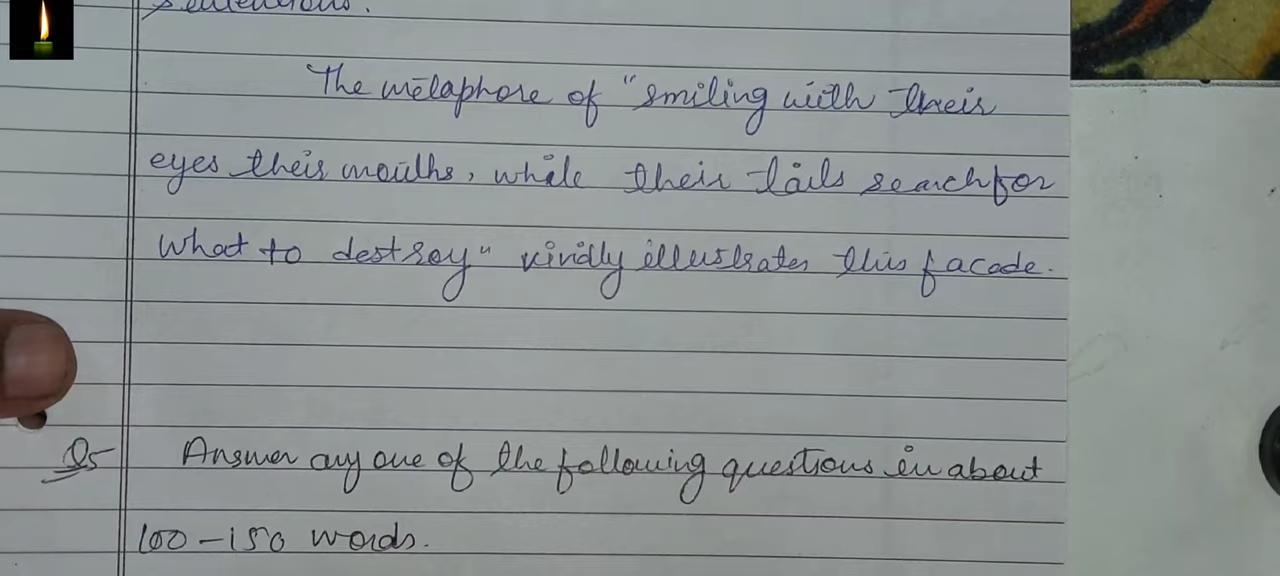 The metaphore of "smiling with their
eyes their mouths, while their tails search for
what to destroy" vividly illustrates this facade.
Q5 Answer any one of the following questions in about
100-150 words.